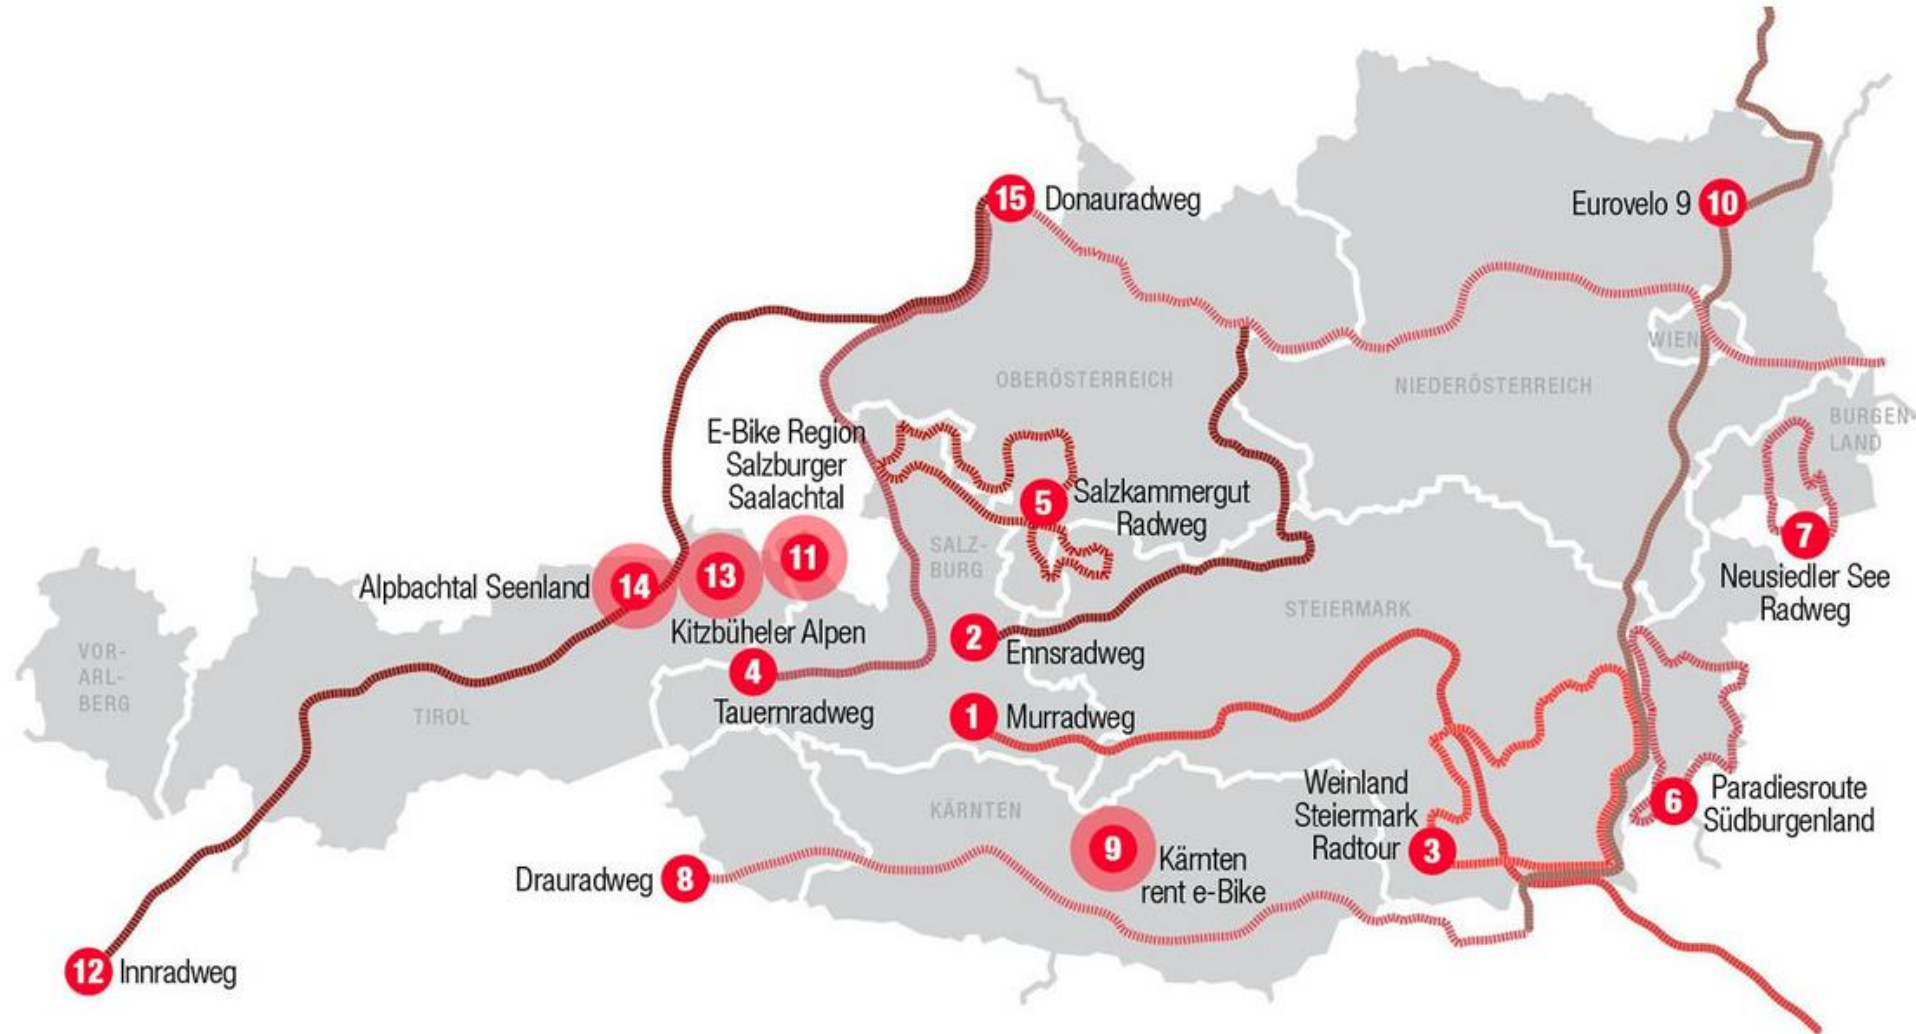 15 Donauradweg
Eurovelo 9 10
WIEN
OBERÖSTERREICH
NIEDERÖSTERREICH
BURGEN-
LAND
E-Bike Region
Salzburger
Saalachtal
11
5 Salzkammergut
Radweg
SALZ-
BURG
7
Neusiedler See
Radweg
Alpbachtal Seenland 14
13
Kitzbüheler Alpen
STEIERMARK
2
Ennsradweg
VOR-
ARL-
BERG
TIROL
4
Tauernradweg
1 Murradweg
KÄRNTEN
Weinland
Steiermark
Radtour 3
6 Paradiesroute
Südburgenland
9 Kärnten
rent e-Bike
Drauradweg 8
12 Innradweg